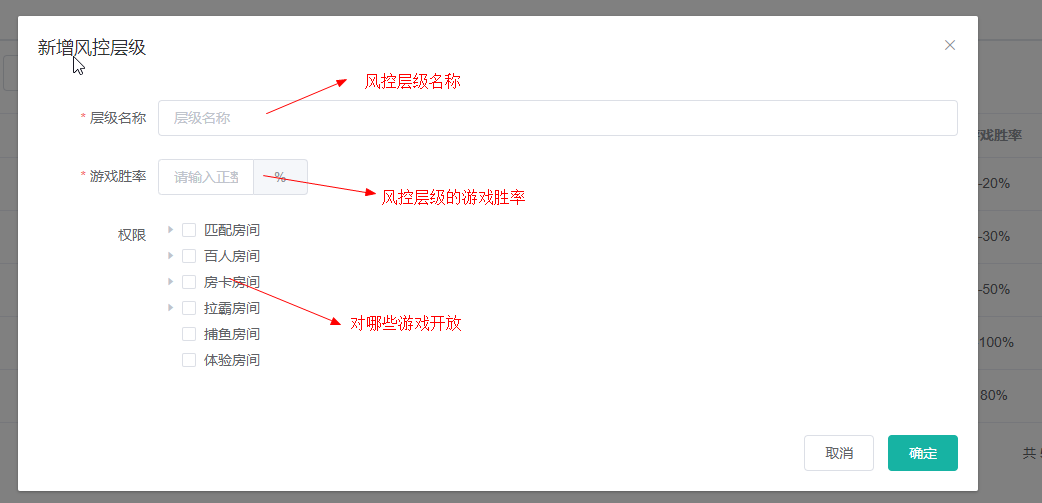 新增风控层级
风控层级名称
* 层级名称 层级名称
戏胜率
* 游戏胜率 请输入正 %
-20%
风控层级的游戏胜率
权限 匹配房间
-30%
百人房间
房卡房间
-50%
拉霸房间
对哪些游戏开放
捕鱼房间
100%
体验房间
80%
取消 确定
共